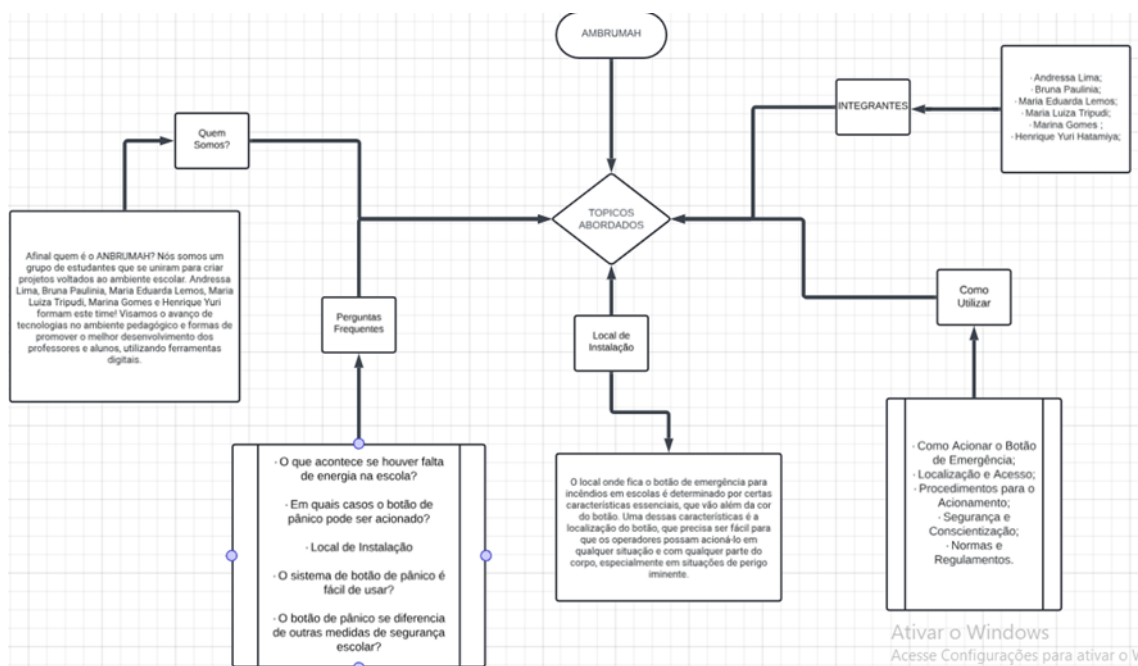 AMBRUMAH
· Andressa Lima;
· Bruna Paulinia;
· Maria Eduarda Lemos;
· Maria Luiza Tripudi;
· Marina Gomes ;
· Henrique Yuri Hatamiya;
INTEGRANTES
Quem
Somos?
TOPICOS
ABORDADOS
Afinal quem é o ANBRUMAH? Nós somos um
grupo de estudantes que se uniram para criar
projetos voltados ao ambiente escolar. Andressa
Lima, Bruna Paulinia, Maria Eduarda Lemos, Maria
Luiza Tripudi, Marina Gomes e Henrique Yuri
formam este time! Visamos o avanço de
tecnologias no ambiente pedagógico e formas de
promover o melhor desenvolvimento dos
professores e alunos, utilizando ferramentas
digitais.
Perguntas
Frequentes
Local de
Instalação
Como
Utilizar
· O que acontece se houver falta
de energia na escola?
· Em quais casos o botão de
pânico pode ser acionado?
· Local de Instalação
· O sistema de botão de pânico é
fácil de usar?
· O botão de pânico se diferencia
de outras medidas de segurança
escolar?
O local onde fica o botão de emergência para
incêndios em escolas é determinado por certas
características essenciais, que vão além da cor
do botão. Uma dessas características é a
localização do botão, que precisa ser fácil para
que os operadores possam acioná-lo em
qualquer situação e com qualquer parte do
corpo, especialmente em situações de perigo
iminente.
· Como Acionar o Botão
de Emergência;
· Localização e Acesso;
· Procedimentos para o
Acionamento;
· Segurança e
Conscientização;
· Normas e
Regulamentos.
Ativar o Windows
Acesse Configurações para ativar o